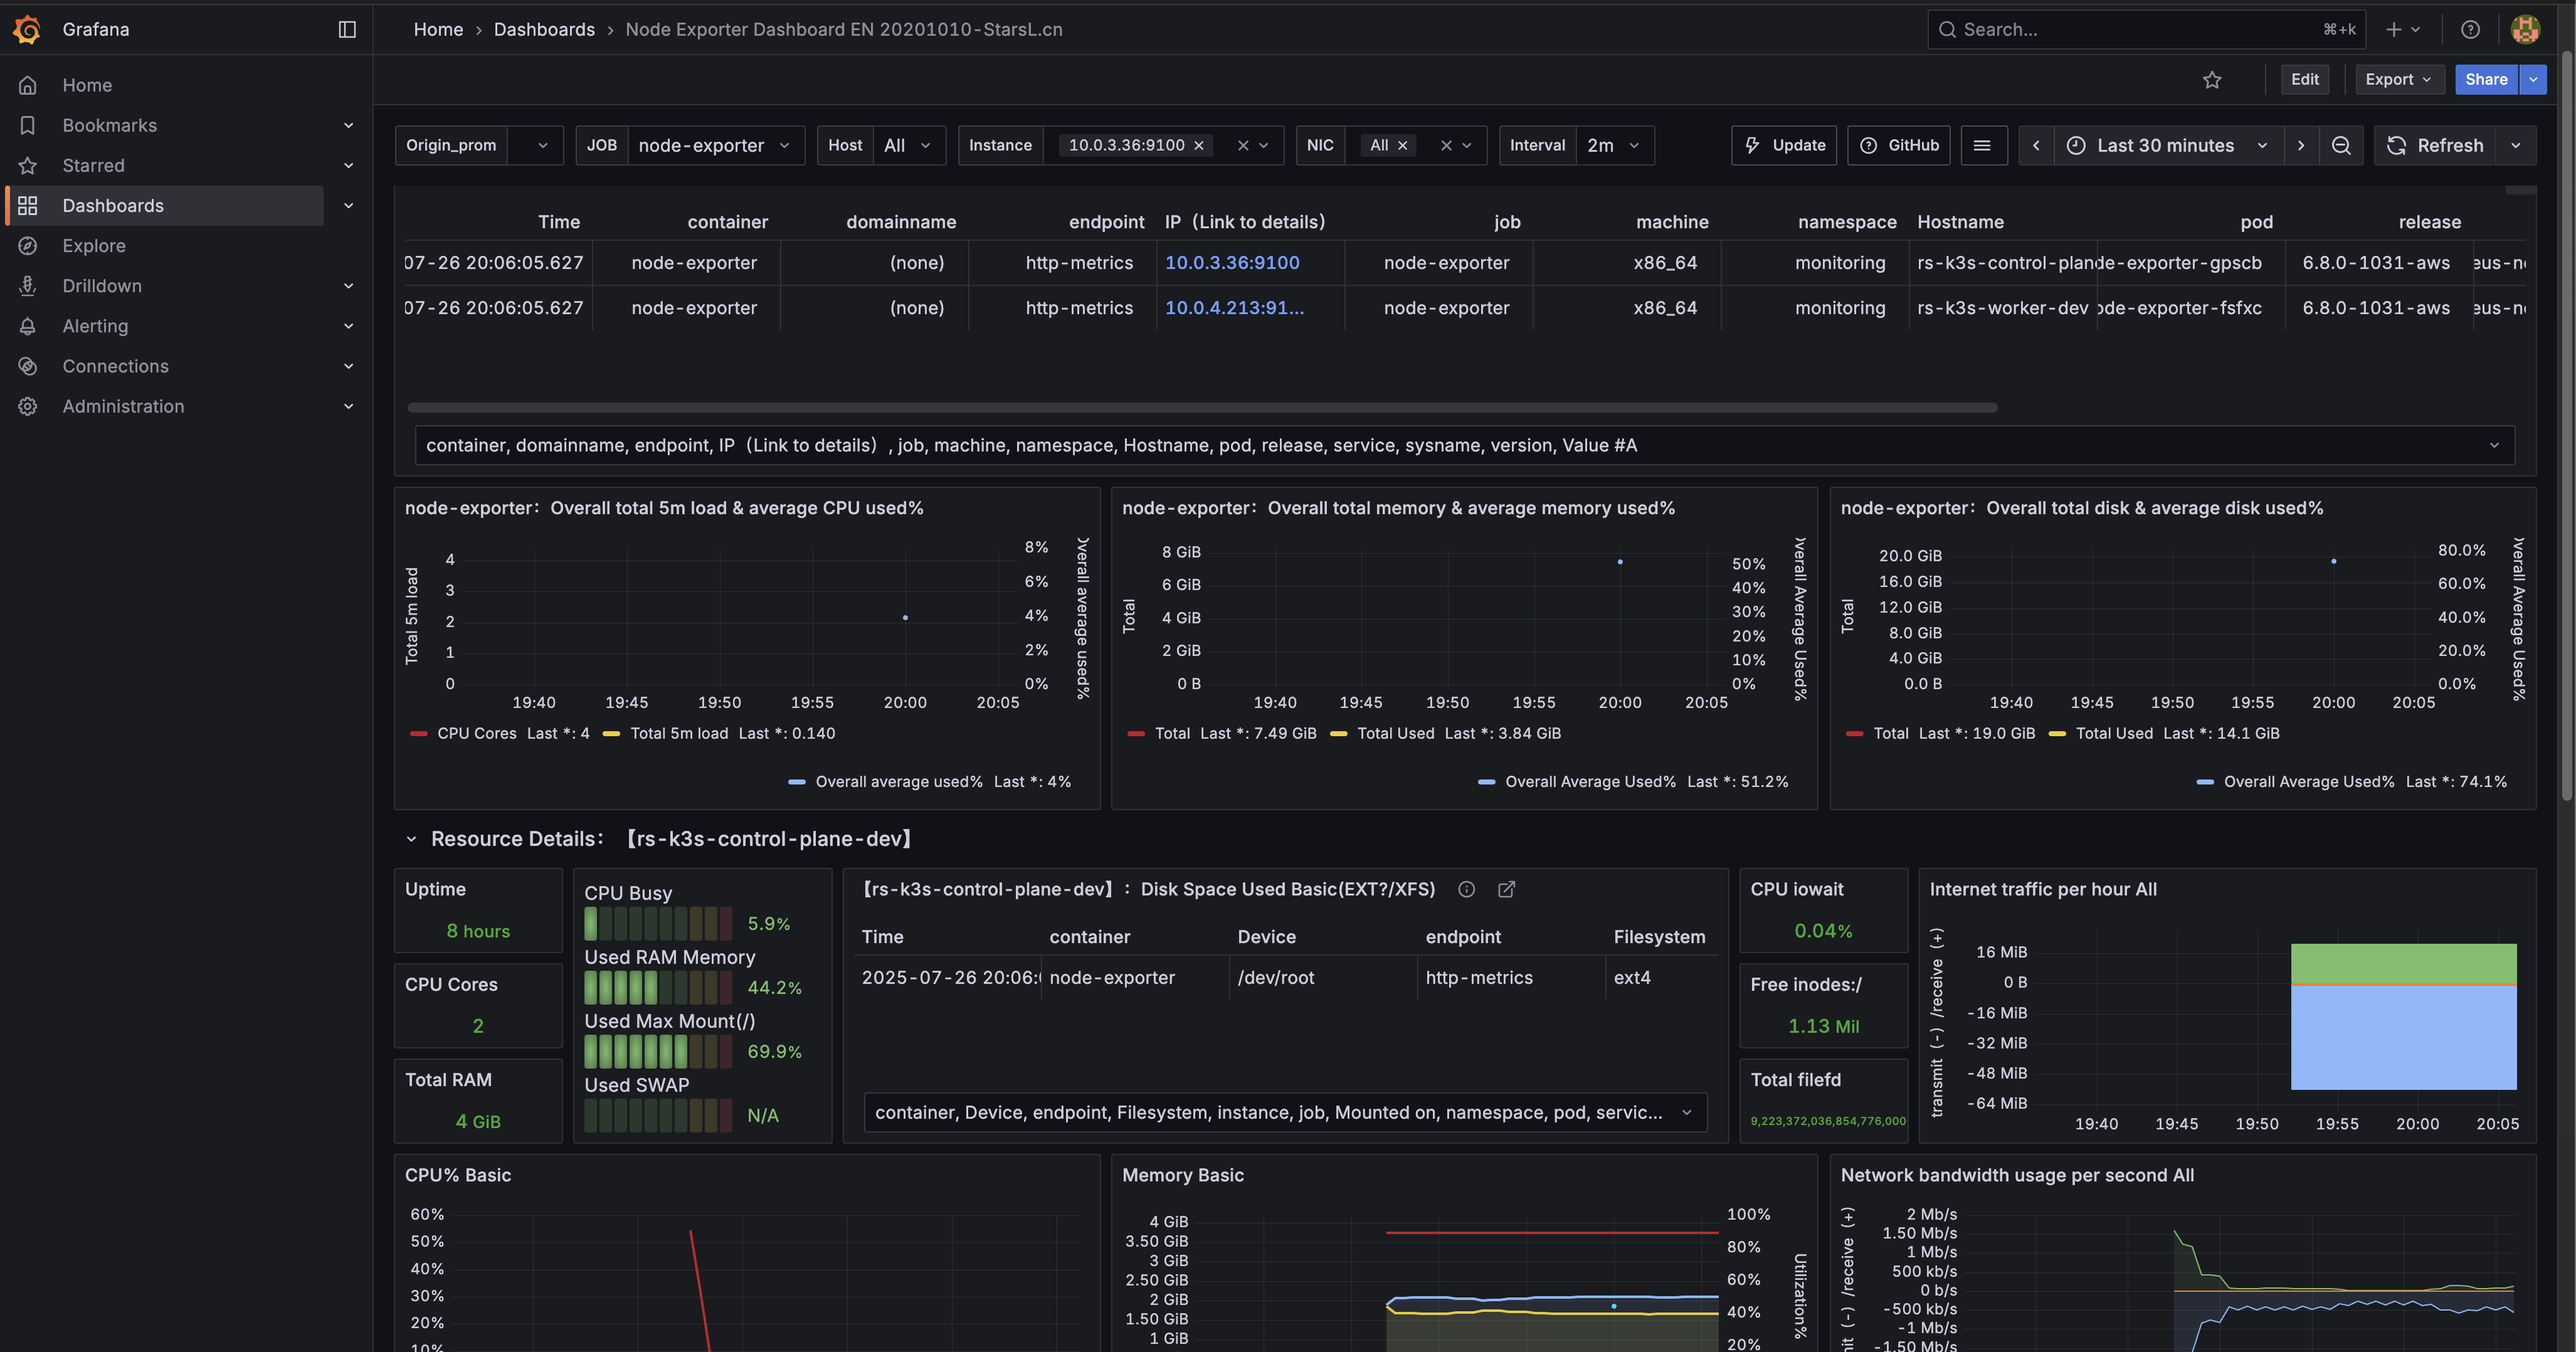 Grafana
Home › Dashboards › Node Exporter Dashboard EN 20201010-StarsL.cn
Search... ⌘+k
Home
Bookmarks
Starred
Dashboards
Explore
Drilldown
Alerting
Connections
Administration
Edit Export Share
Origin_prom JOB node-exporter Host All Instance 10.0.3.36:9100 NIC All Interval 2m Update GitHub Last 30 minutes Refresh
Time container domainname endpoint IP（Link to details） job machine namespace Hostname pod release
07-26 20:06:05.627 node-exporter (none) http-metrics 10.0.3.36:9100 node-exporter x86_64 monitoring rs-k3s-control-plan de-exporter-gpscb 6.8.0-1031-aws
07-26 20:06:05.627 node-exporter (none) http-metrics 10.0.4.213:91... node-exporter x86_64 monitoring rs-k3s-worker-dev de-exporter-fsfxc 6.8.0-1031-aws
container, domainname, endpoint, IP（Link to details）, job, machine, namespace, Hostname, pod, release, service, sysname, version, Value #A
node-exporter：Overall total 5m load & average CPU used%
Total 5m load
4
3
2
1
0
8%
6%
4%
2%
0%
Overall average used%
19:40 19:45 19:50 19:55 20:00 20:05
CPU Cores Last *: 4 Total 5m load Last *: 0.140
Overall average used% Last *: 4%
node-exporter：Overall total memory & average memory used%
Total
8 GiB
6 GiB
4 GiB
2 GiB
0 B
50%
40%
30%
20%
10%
0%
Overall Average Used%
19:40 19:45 19:50 19:55 20:00 20:05
Total Last *: 7.49 GiB Total Used Last *: 3.84 GiB
Overall Average Used% Last *: 51.2%
node-exporter：Overall total disk & average disk used%
Total
20.0 GiB
16.0 GiB
12.0 GiB
8.0 GiB
4.0 GiB
0.0 B
80.0%
60.0%
40.0%
20.0%
0.0%
Overall Average Used%
19:40 19:45 19:50 19:55 20:00 20:05
Total Last *: 19.0 GiB Total Used Last *: 14.1 GiB
Overall Average Used% Last *: 74.1%
Resource Details：【rs-k3s-control-plane-dev】
Uptime
8 hours
CPU Cores
2
Total RAM
4 GiB
CPU Busy
5.9%
Used RAM Memory
44.2%
Used Max Mount(/)
69.9%
Used SWAP
N/A
【rs-k3s-control-plane-dev】：Disk Space Used Basic(EXT?/XFS)
Time container Device endpoint Filesystem
2025-07-26 20:06: node-exporter /dev/root http-metrics ext4
container, Device, endpoint, Filesystem, instance, job, Mounted on, namespace, pod, servic...
CPU iowait
0.04%
Free inodes:/
1.13 Mil
Total filefd
9,223,372,036,854,776,000
Internet traffic per hour All
transmit（-）/receive（+）
16 MiB
0 B
-16 MiB
-32 MiB
-48 MiB
-64 MiB
19:40 19:45 19:50 19:55 20:00 20:05
CPU% Basic
60%
50%
40%
30%
20%
10%
Memory Basic
4 GiB
3.50 GiB
3 GiB
2.50 GiB
2 GiB
1.50 GiB
1 GiB
100%
80%
60%
40%
20%
Utilization%
Network bandwidth usage per second All
（-）/receive（+）
2 Mb/s
1.50 Mb/s
1 Mb/s
500 kb/s
0 b/s
-500 kb/s
-1 Mb/s
-1.50 Mb/s